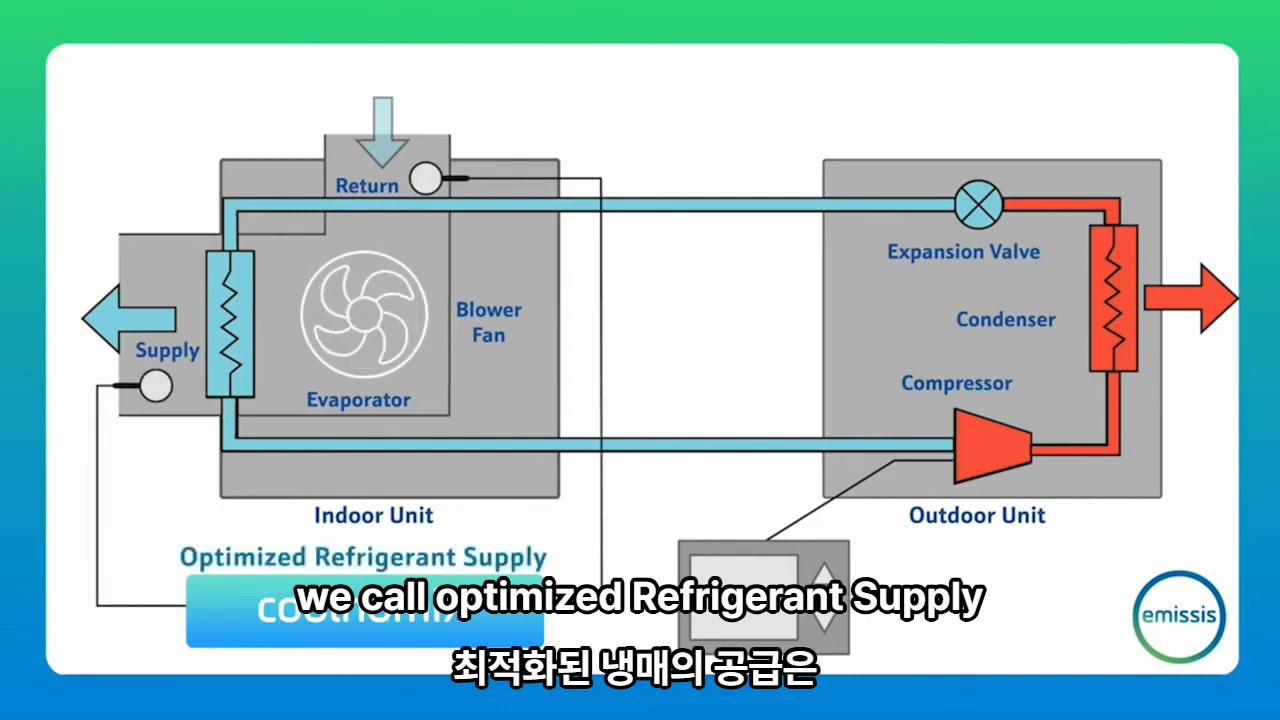 Return
Expansion Valve
Blower
Fan
Condenser
Supply
Compressor
Evaporator
Indoor Unit
Outdoor Unit
Optimized Refrigerant Supply
we call optimized Refrigerant Supply
emissis
최적화된 냉매의 공급은